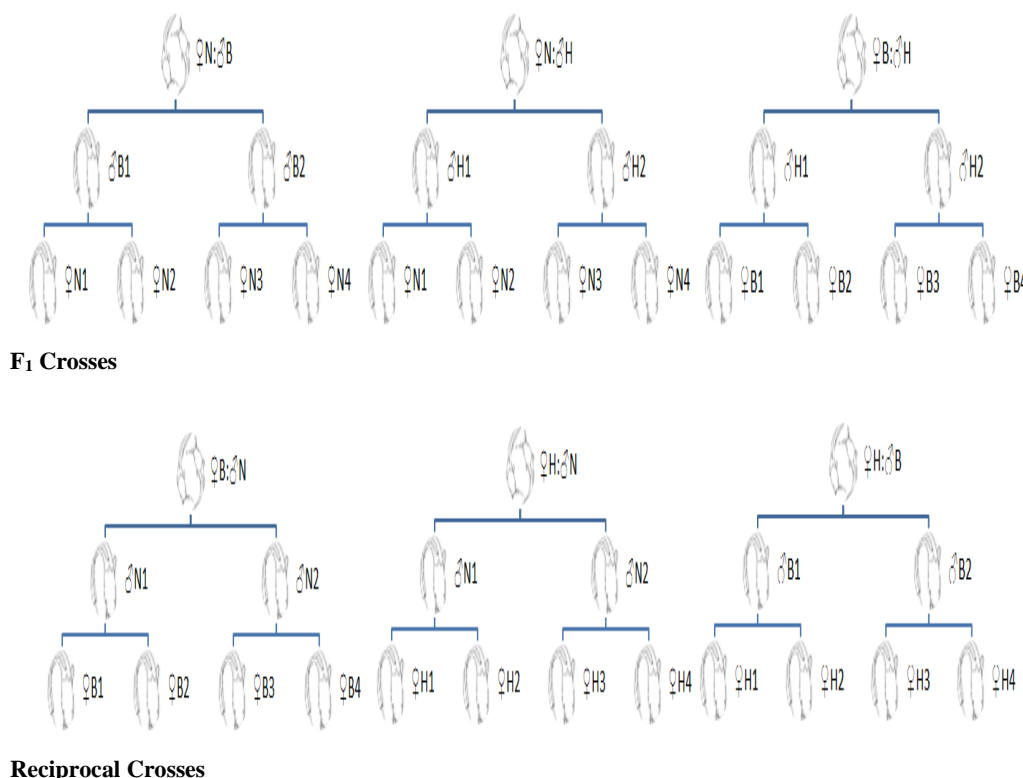 ♀N:♂B ♀N:♂H ♀B:♂H
♂B1 ♂B2 ♂H1 ♂H2 ♂H1 ♂H2
♀N1 ♀N2 ♀N3 ♀N4 ♀N1 ♀N2 ♀N3 ♀N4 ♀B1 ♀B2 ♀B3 ♀B4
F₁ Crosses
♀B:♂N ♀H:♂N ♀H:♂B
♂N1 ♂N2 ♂N1 ♂N2 ♂B1 ♂B2
♀B1 ♀B2 ♀B3 ♀B4 ♀H1 ♀H2 ♀H3 ♀H4 ♀H1 ♀H2 ♀H3 ♀H4
Reciprocal Crosses